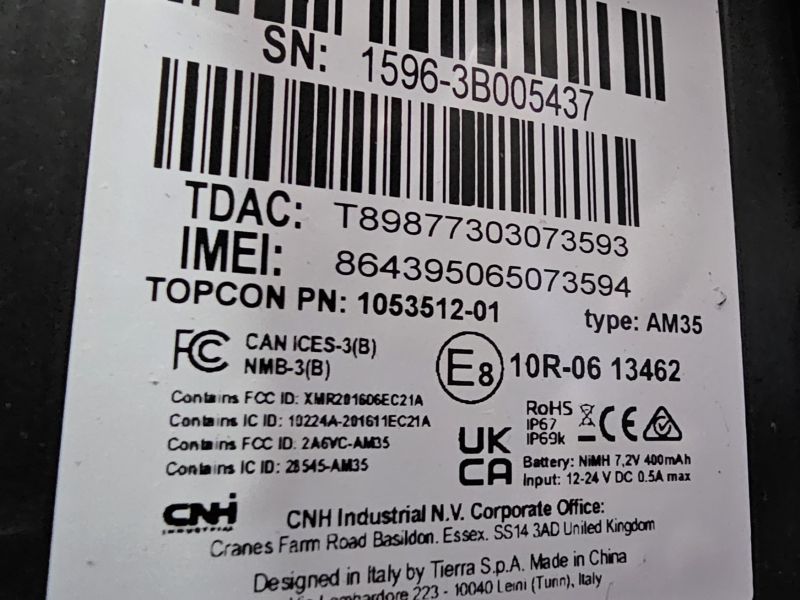 SN: 1596-3B005437
TDAC: T89877303073593
IMEI: 864395065073594
TOPCON PN: 1053512-01
type: AM35
FCC
CAN ICES-3(B)
NMB-3(B)
E8 10R-06 13462
Contains FCC ID: XMR201606EC21A
Contains IC ID: 10224A-201611EC21A
Contains FCC ID: 2A6VC-AM35
Contains IC ID: 28545-AM35
UK
CA
RoHS
IP67
IP69k
CE
Battery: NiMH 7,2V 400mAh
Input: 12-24 V DC 0.5A max
CNH
INDUSTRIAL
CNH Industrial N.V. Corporate Office:
Cranes Farm Road Basildon. Essex. SS14 3AD United Kingdom
Designed in Italy by Tierra S.p.A. Made in China
Via Lombardore 223 - 10040 Leini (Turin), Italy